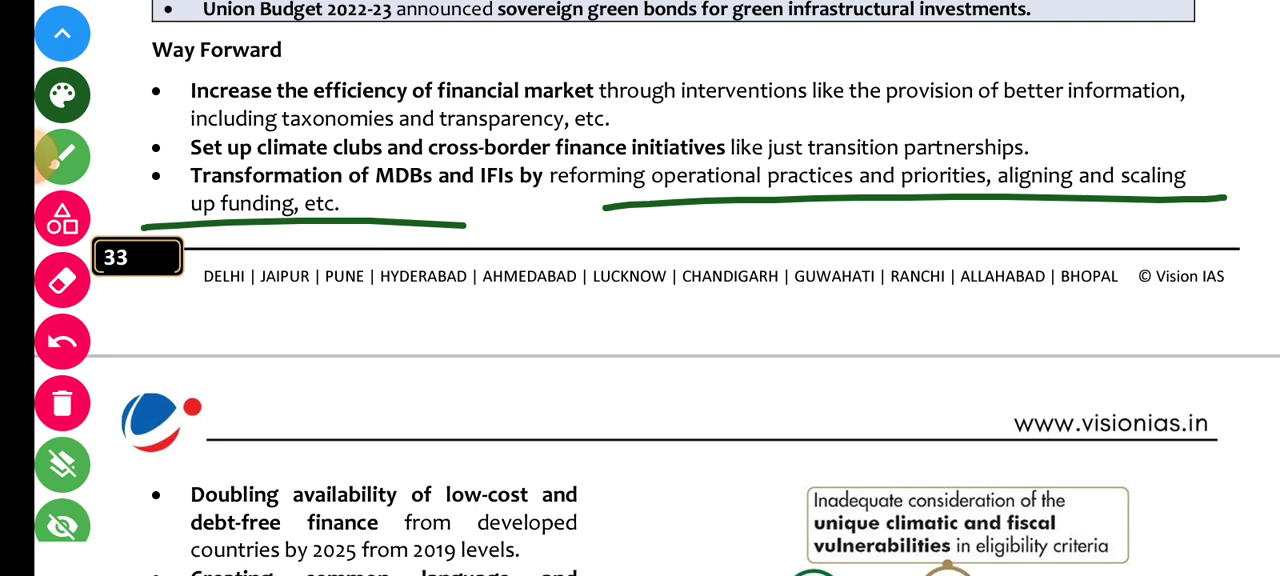 • Union Budget 2022-23 announced sovereign green bonds for green infrastructural investments.
Way Forward
• Increase the efficiency of financial market through interventions like the provision of better information,
including taxonomies and transparency, etc.
• Set up climate clubs and cross-border finance initiatives like just transition partnerships.
• Transformation of MDBs and IFIs by reforming operational practices and priorities, aligning and scaling
up funding, etc.
33
DELHI | JAIPUR | PUNE | HYDERABAD | AHMEDABAD | LUCKNOW | CHANDIGARH | GUWAHATI | RANCHI | ALLAHABAD | BHOPAL © Vision IAS
www.visionias.in
• Doubling availability of low-cost and
debt-free finance from developed
countries by 2025 from 2019 levels.
• Creating common language and
Inadequate consideration of the
unique climatic and fiscal
vulnerabilities in eligibility criteria